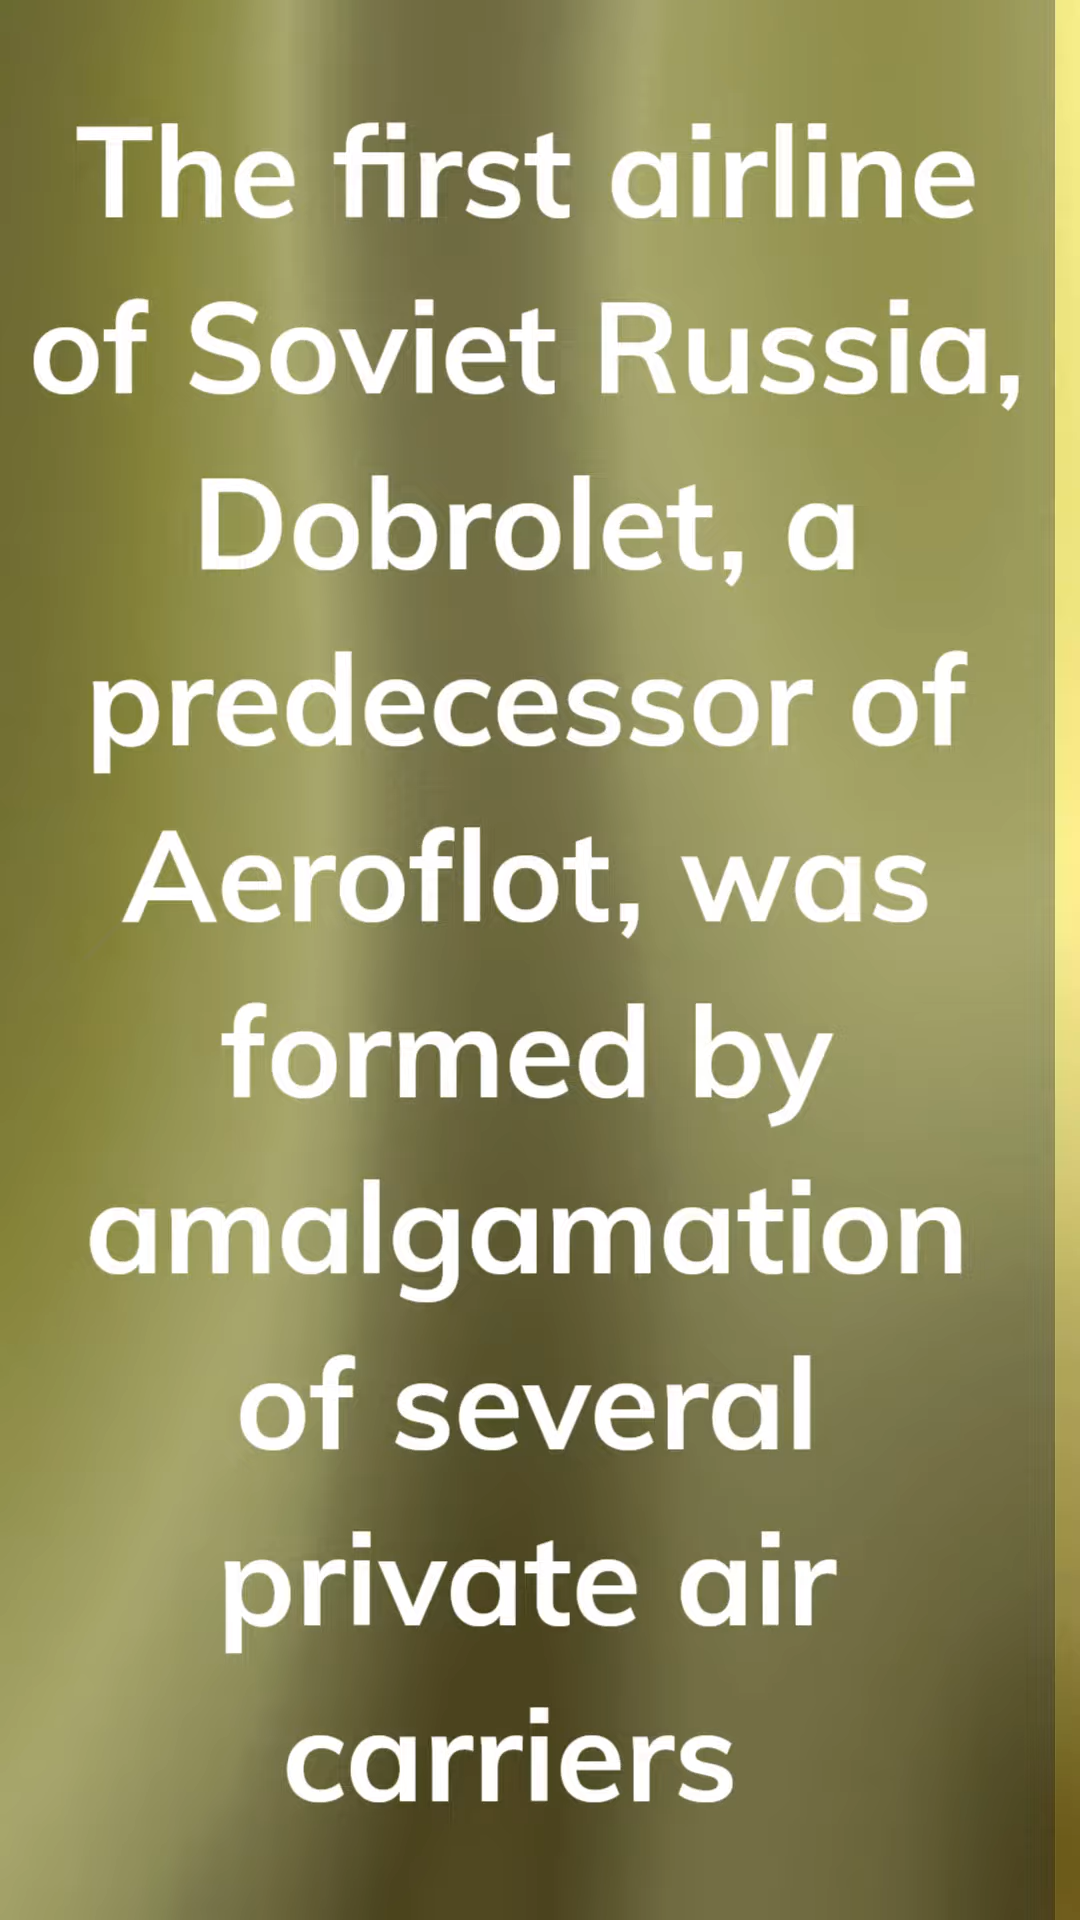 The first airline
of Soviet Russia,
Dobrolet, a
predecessor of
Aeroflot, was
formed by
amalgamation
of several
private air
carriers